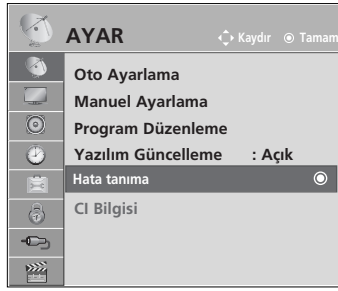 AYAR
Kaydır Tamam
Oto Ayarlama
Manuel Ayarlama
Program Düzenleme
Yazılım Güncelleme : Açık
Hata tanıma
CI Bilgisi